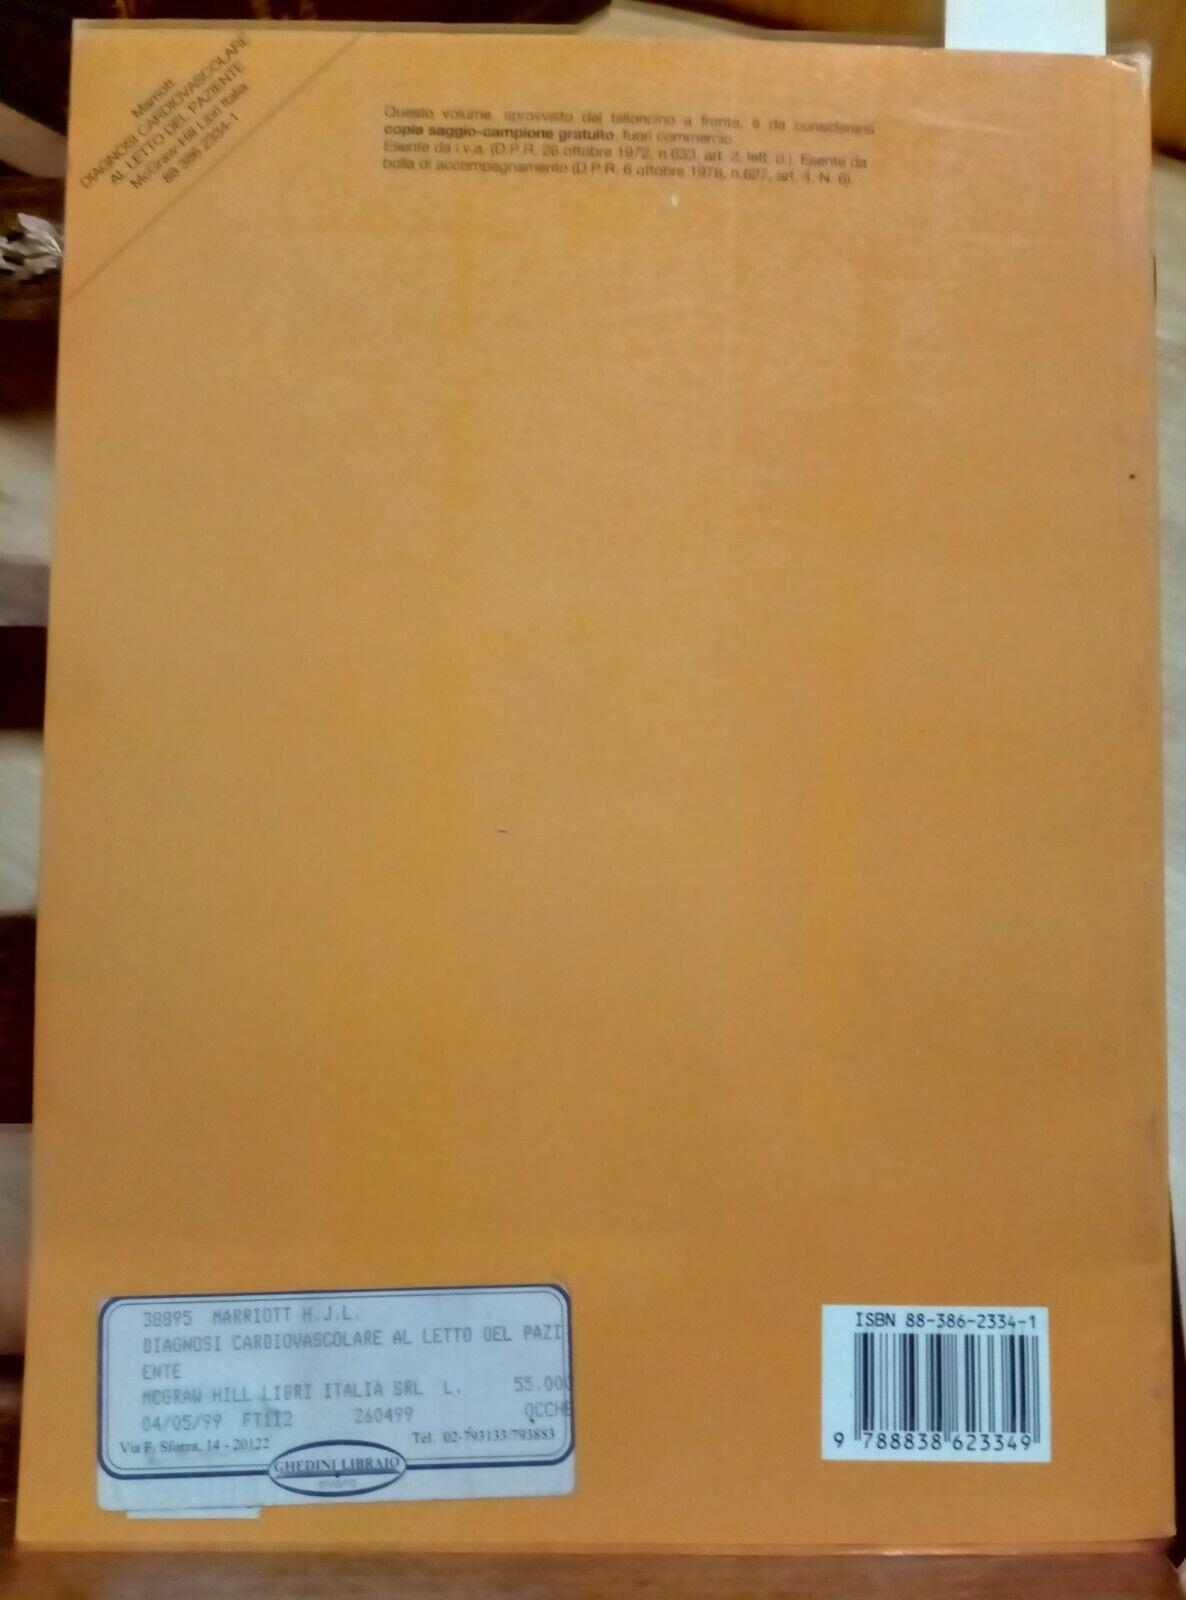 Marriott
DIAGNOSI CARDIOVASCOLARE
AL LETTO DEL PAZIENTE
McGraw-Hill Libri Italia
88 386 2334-1
Questo volume, sprovvisto del talloncino a fronte, è da considerarsi
copia saggio-campione gratuito, fuori commercio.
Esente da i.v.a. (D.P.R. 26 ottobre 1972, n.633, art. 2, lett. d.). Esente da
bolla di accompagnamento (D.P.R. 6 ottobre 1978, n.627, art. 4, N. 6).
38895 MARRIOTT H.J.L.
DIAGNOSI CARDIOVASCOLARE AL LETTO DEL PAZI
ENTE
MCGRAW HILL LIBRI ITALIA SRL L. 55.000
04/05/99 FT112 260499 QCCHE
Via F. Sforza, 14 - 20122 Tel. 02-793133/793883
GHEDINI LIBRAIO
milano
ISBN 88-386-2334-1
9 788838 623349